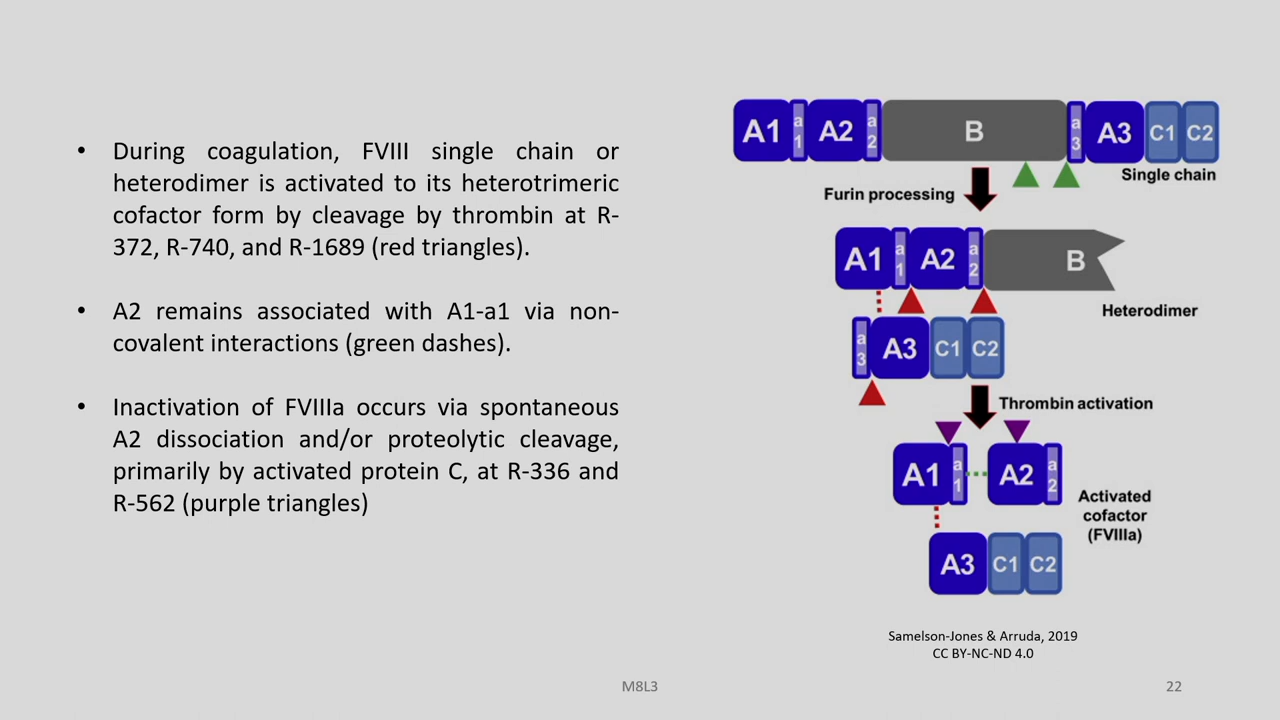 • During coagulation, FVIII single chain or
heterodimer is activated to its heterotrimeric
cofactor form by cleavage by thrombin at R-
372, R-740, and R-1689 (red triangles).
• A2 remains associated with A1-a1 via non-
covalent interactions (green dashes).
• Inactivation of FVIIIa occurs via spontaneous
A2 dissociation and/or proteolytic cleavage,
primarily by activated protein C, at R-336 and
R-562 (purple triangles)
A1 a1 A2 a2 B a3 A3 C1 C2
Single chain
Furin processing
A1 a1 A2 a2 B
Heterodimer
a3 A3 C1 C2
Thrombin activation
A1 a1 A2 a2
Activated
cofactor
(FVIIIa)
A3 C1 C2
Samelson-Jones & Arruda, 2019
CC BY-NC-ND 4.0
M8L3
22